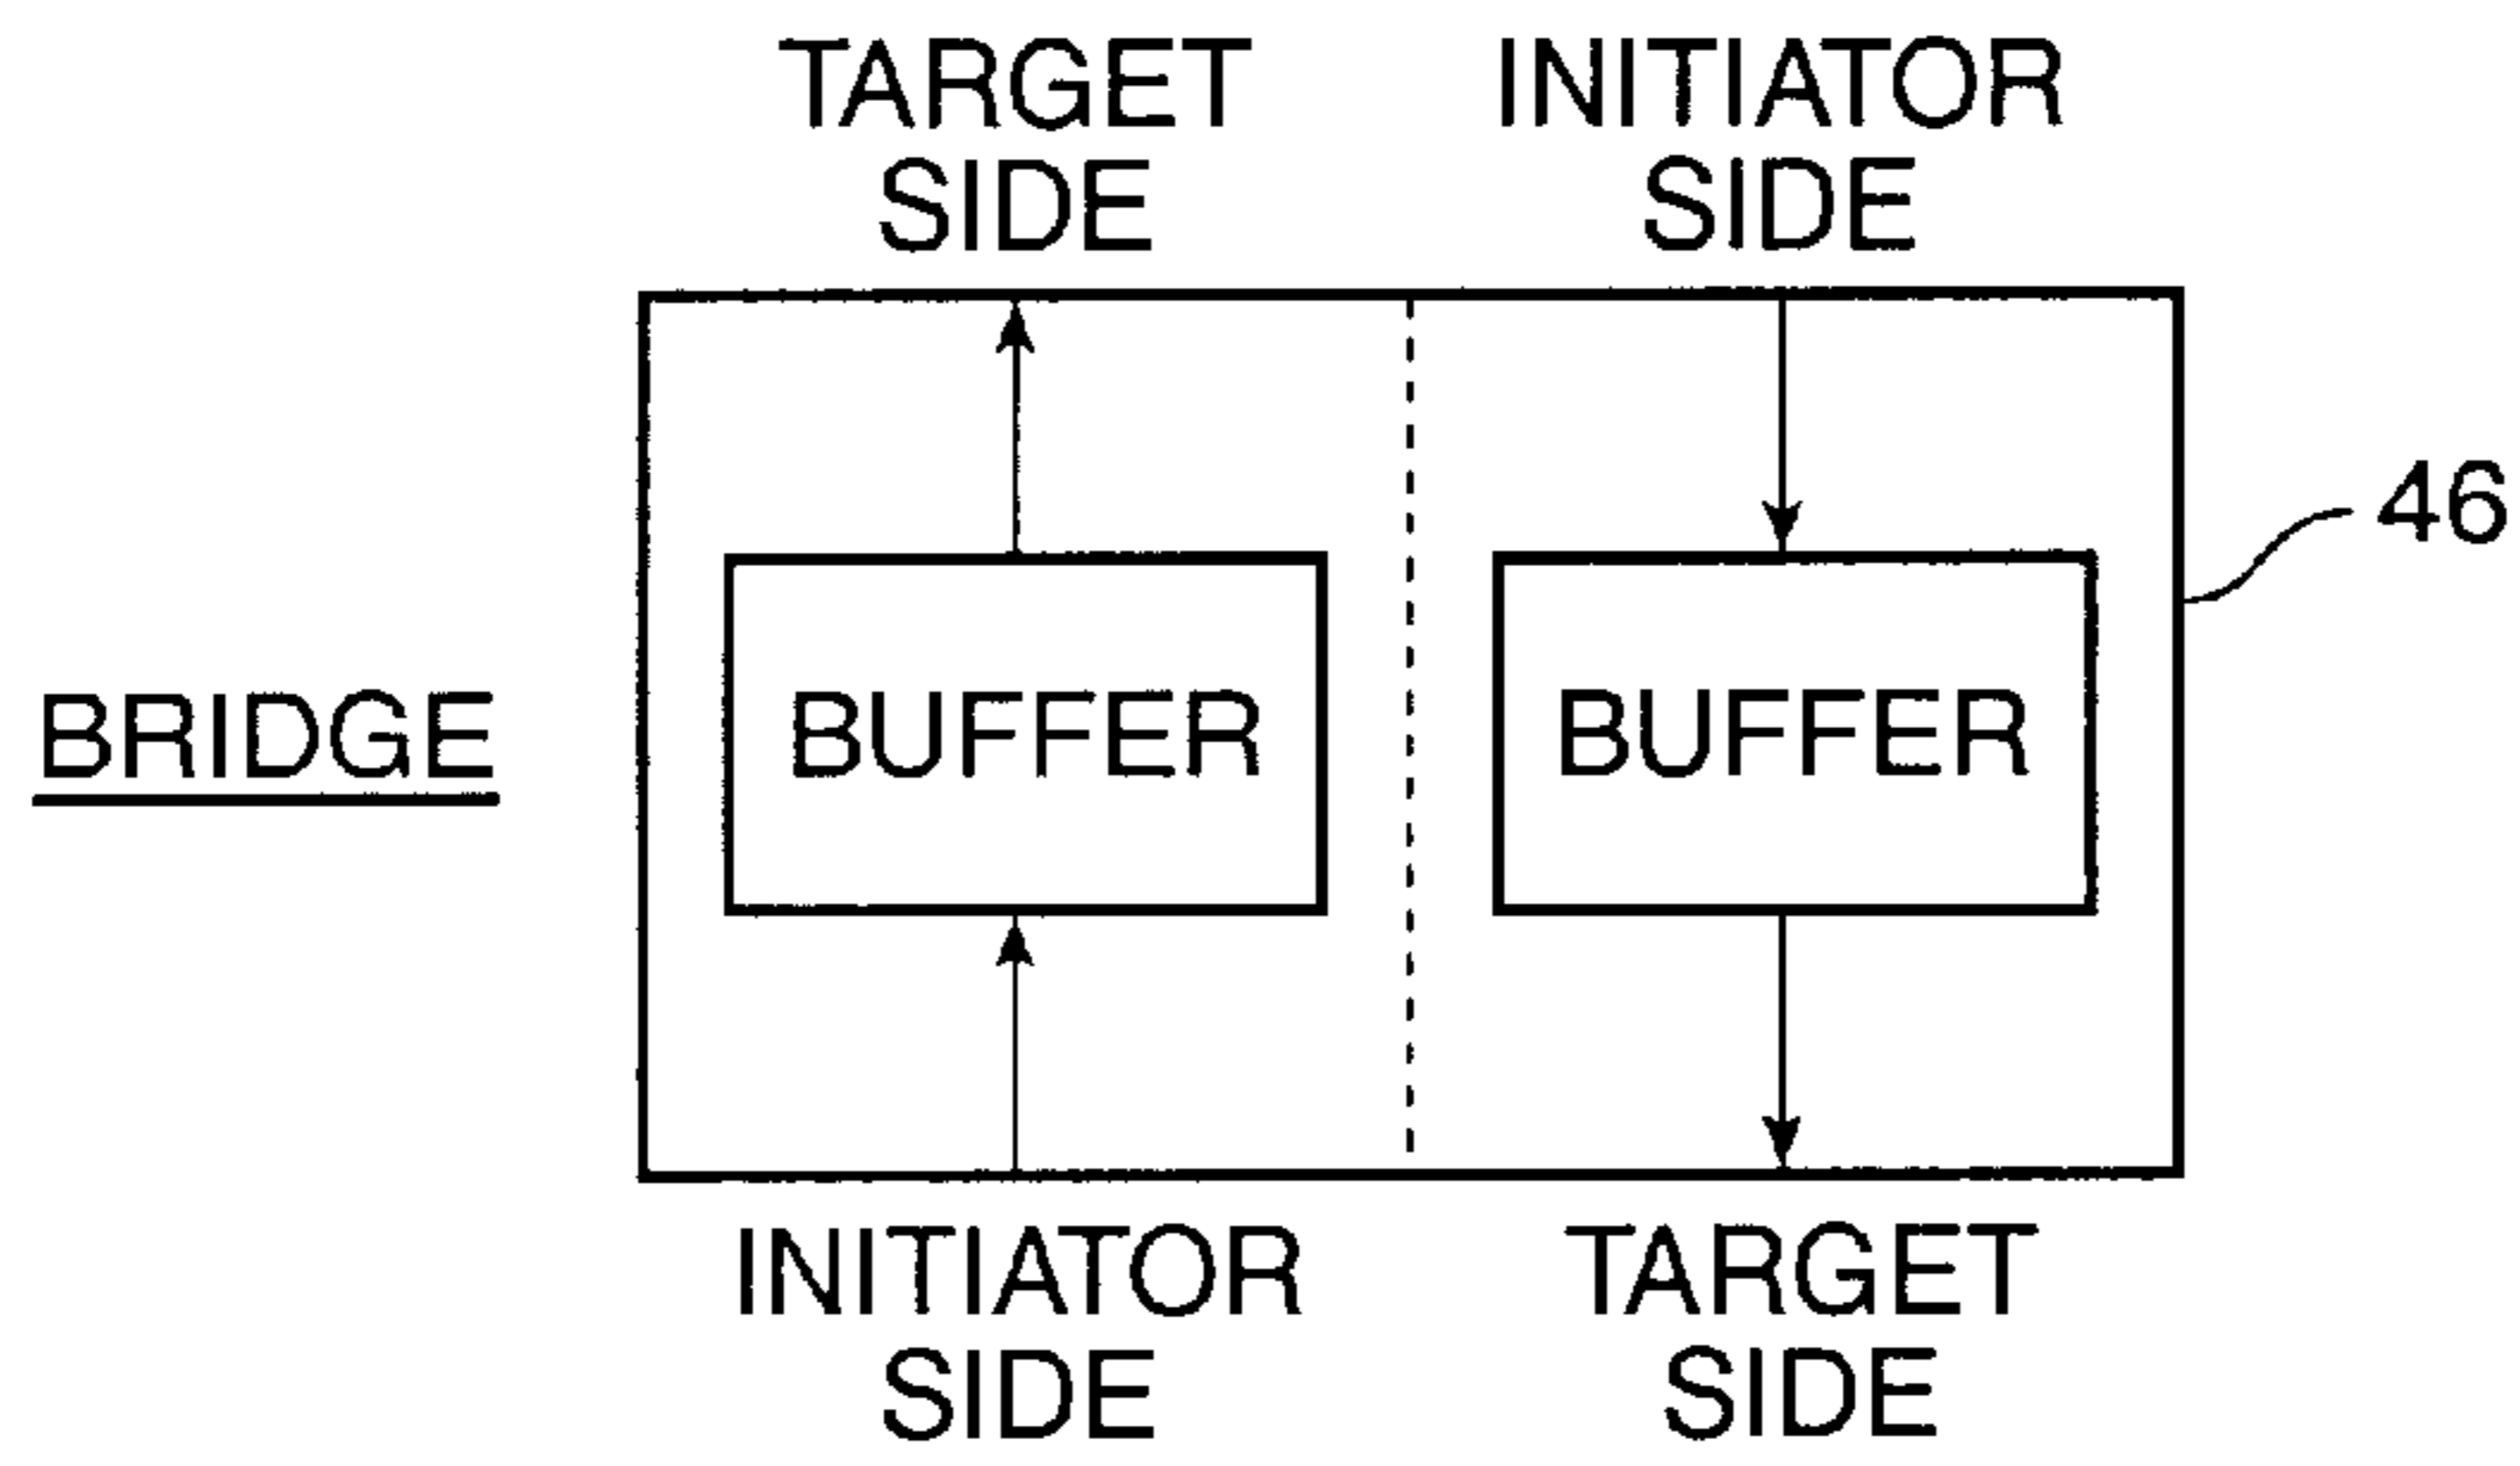 TARGET
SIDE
INITIATOR
SIDE
46
BRIDGE
BUFFER
BUFFER
INITIATOR
SIDE
TARGET
SIDE